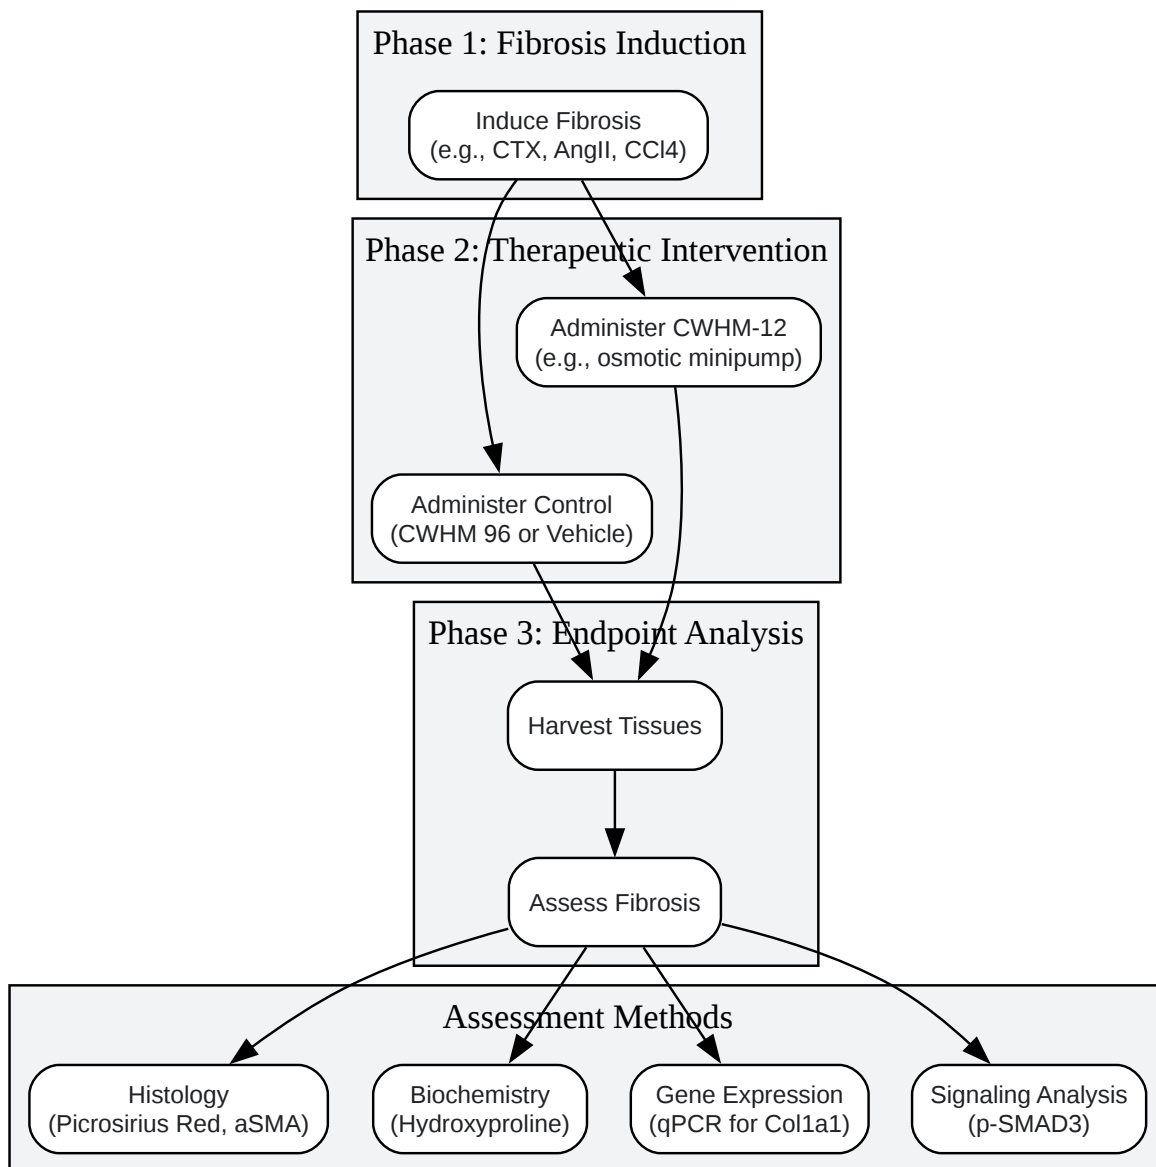 Phase 1: Fibrosis Induction
Induce Fibrosis
(e.g., CTX, AngII, CCl4)
Phase 2: Therapeutic Intervention
Administer CWHM-12
(e.g., osmotic minipump)
Administer Control
(CWHM 96 or Vehicle)
Phase 3: Endpoint Analysis
Harvest Tissues
Assess Fibrosis
Assessment Methods
Histology
(Picrosirius Red, aSMA)
Biochemistry
(Hydroxyproline)
Gene Expression
(qPCR for Col1a1)
Signaling Analysis
(p-SMAD3)